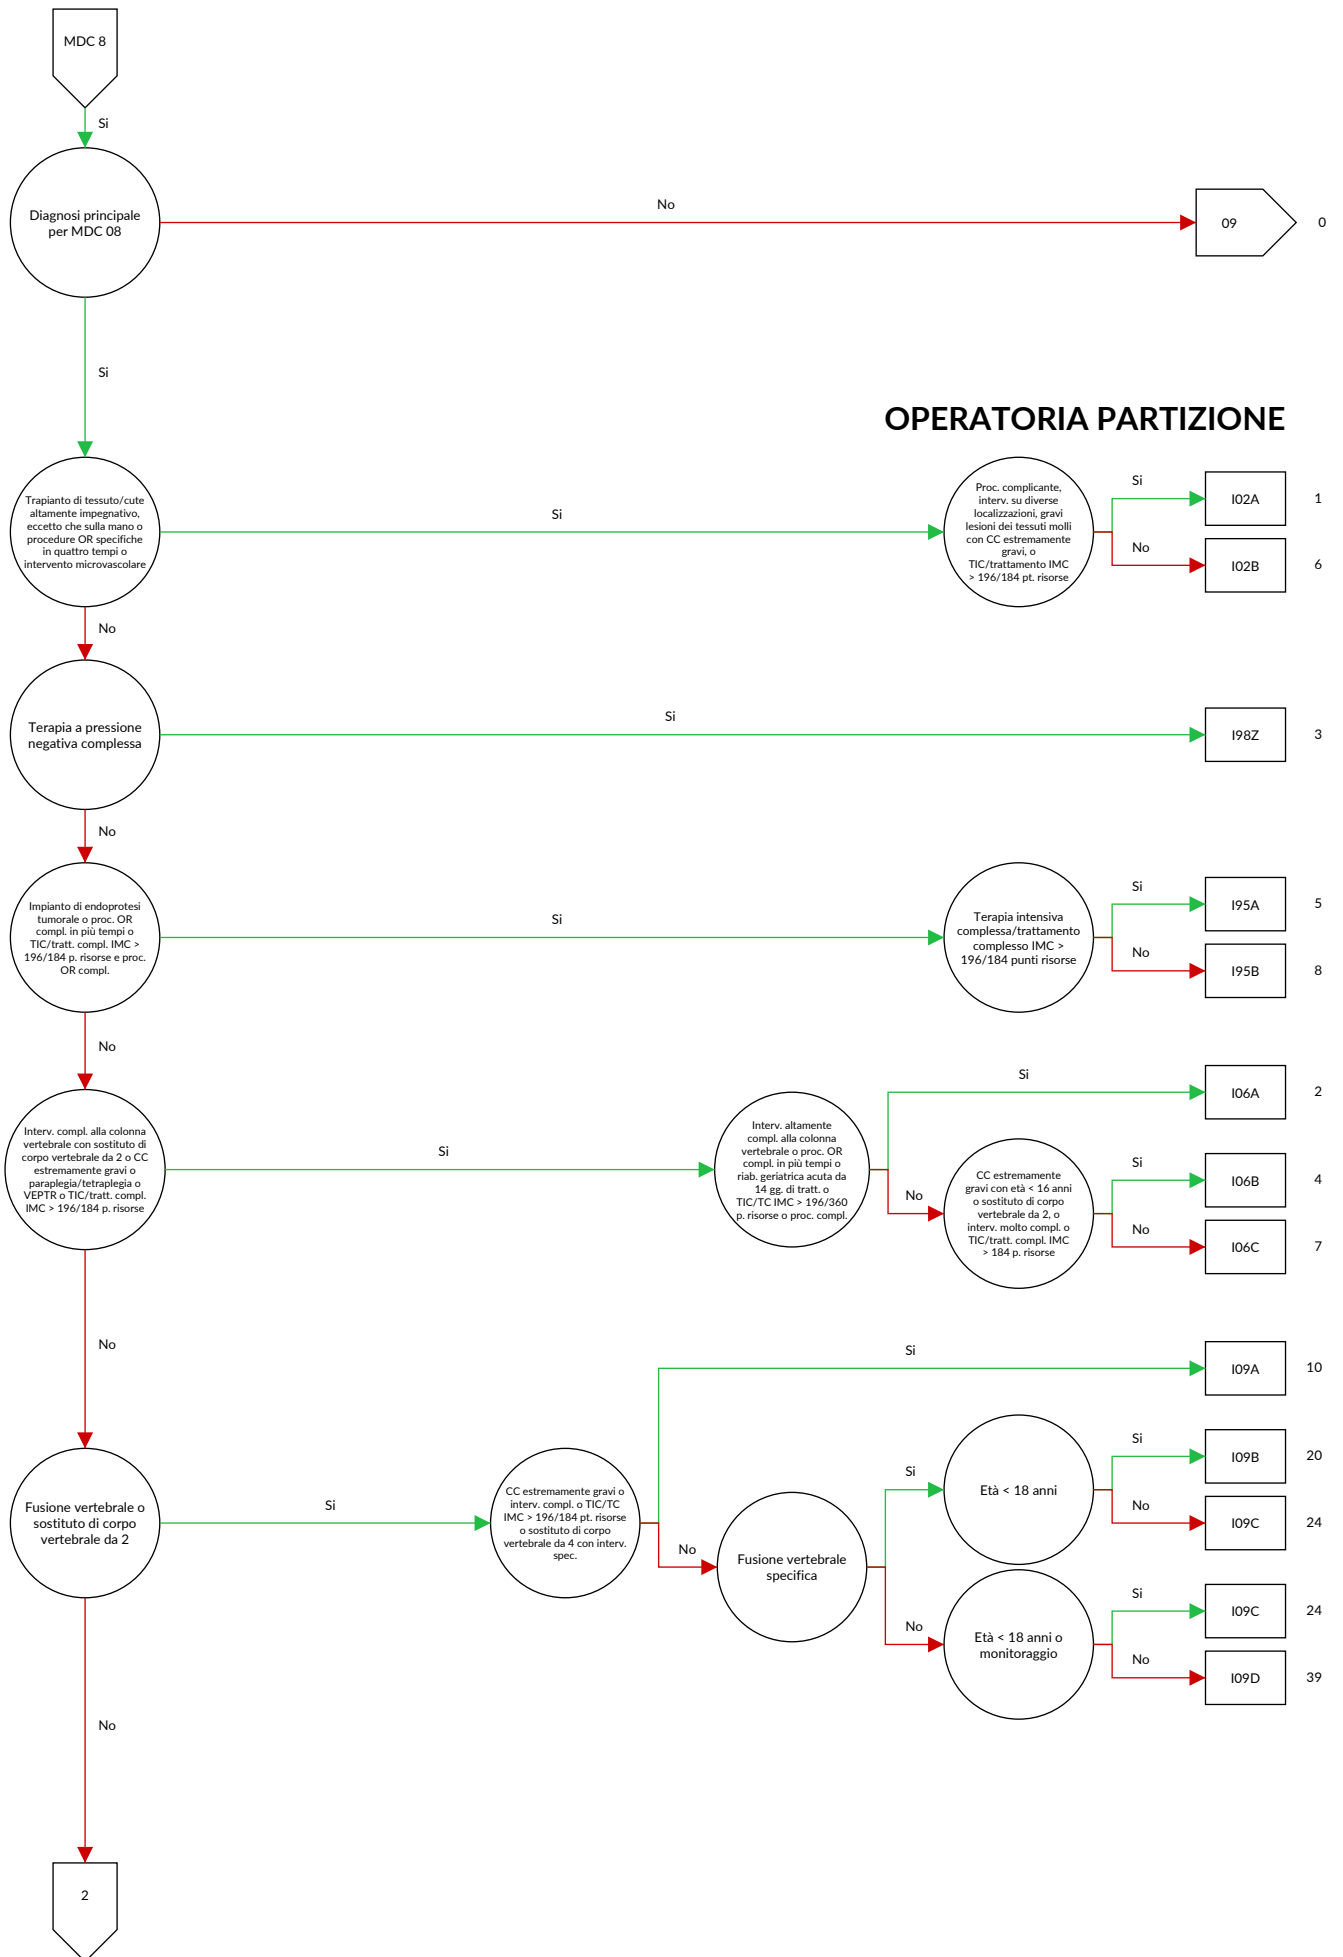 MDC 8
Si
Diagnosi principale
per MDC 08
No
09
0
Si
OPERATORIA PARTIZIONE
Trapianto di tessuto/cute
altamente impegnativo,
eccetto che sulla mano o
procedure OR specifiche
in quattro tempi o
intervento microvascolare
Si
Proc. complicante,
interv. su diverse
localizzazioni, gravi
lesioni dei tessuti molli
con CC estremamente
gravi, o
TIC/trattamento IMC
> 196/184 pt. risorse
Si
I02A
1
No
I02B
6
No
Terapia a pressione
negativa complessa
Si
I98Z
3
No
Impianto di endoprotesi
tumorale o proc. OR
compl. in più tempi o
TIC/tratt. compl. IMC >
196/184 p. risorse e proc.
OR compl.
Si
Terapia intensiva
complessa/trattamento
complesso IMC >
196/184 punti risorse
Si
I95A
5
No
I95B
8
No
Interv. compl. alla colonna
vertebrale con sostituto di
corpo vertebrale da 2 o CC
estremamente gravi o
paraplegia/tetraplegia o
VEPTR o TIC/tratt. compl.
IMC > 196/184 p. risorse
Si
Interv. altamente
compl. alla colonna
vertebrale o proc. OR
compl. in più tempi o
riab. geriatrica acuta da
14 gg. di tratt. o
TIC/TC IMC > 196/360
p. risorse o proc. compl.
Si
I06A
2
No
CC estremamente
gravi con età < 16 anni
o sostituto di corpo
vertebrale da 2, o
interv. molto compl. o
TIC/tratt. compl. IMC
> 184 p. risorse
Si
I06B
4
No
I06C
7
No
Fusione vertebrale o
sostituto di corpo
vertebrale da 2
Si
CC estremamente gravi o
interv. compl. o TIC/TC
IMC > 196/184 pt. risorse
o sostituto di corpo
vertebrale da 4 con interv.
spec.
Si
I09A
10
No
Fusione vertebrale
specifica
Si
Età < 18 anni
Si
I09B
20
No
I09C
24
No
Età < 18 anni o
monitoraggio
Si
I09C
24
No
I09D
39
No
2